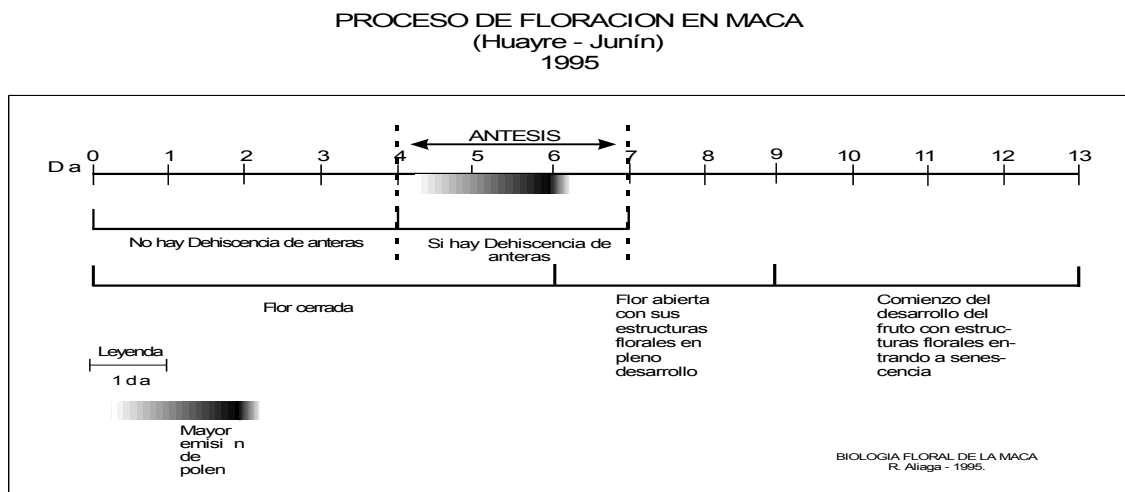 PROCESO DE FLORACION EN MACA
(Huayre - Junín)
1995
ANTESIS
D a 0 1 2 3 4 5 6 7 8 9 10 11 12 13
No hay Dehiscencia de anteras
Si hay Dehiscencia de
anteras
Flor cerrada
Flor abierta
con sus
estructuras
florales en
pleno
desarrollo
Comienzo del
desarrollo del
fruto con estruc-
turas florales en-
trando a senes-
cencia
Leyenda
1 d a
Mayor
emisi n
de
polen
BIOLOGIA FLORAL DE LA MACA
R. Aliaga - 1995.